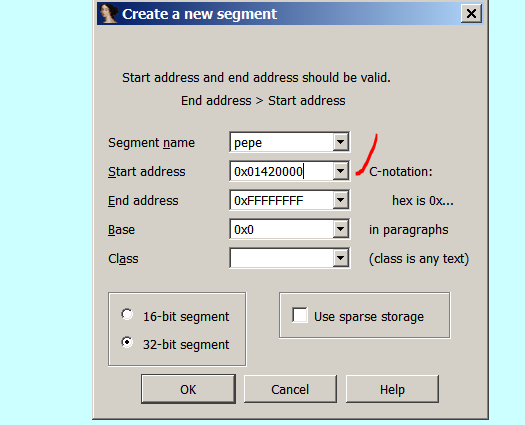 Create a new segment
Start address and end address should be valid.
End address > Start address
Segment name pepe
Start address 0x01420000 C-notation:
End address 0xFFFFFFFF hex is 0x...
Base 0x0 in paragraphs
Class (class is any text)
16-bit segment Use sparse storage
32-bit segment
OK Cancel Help